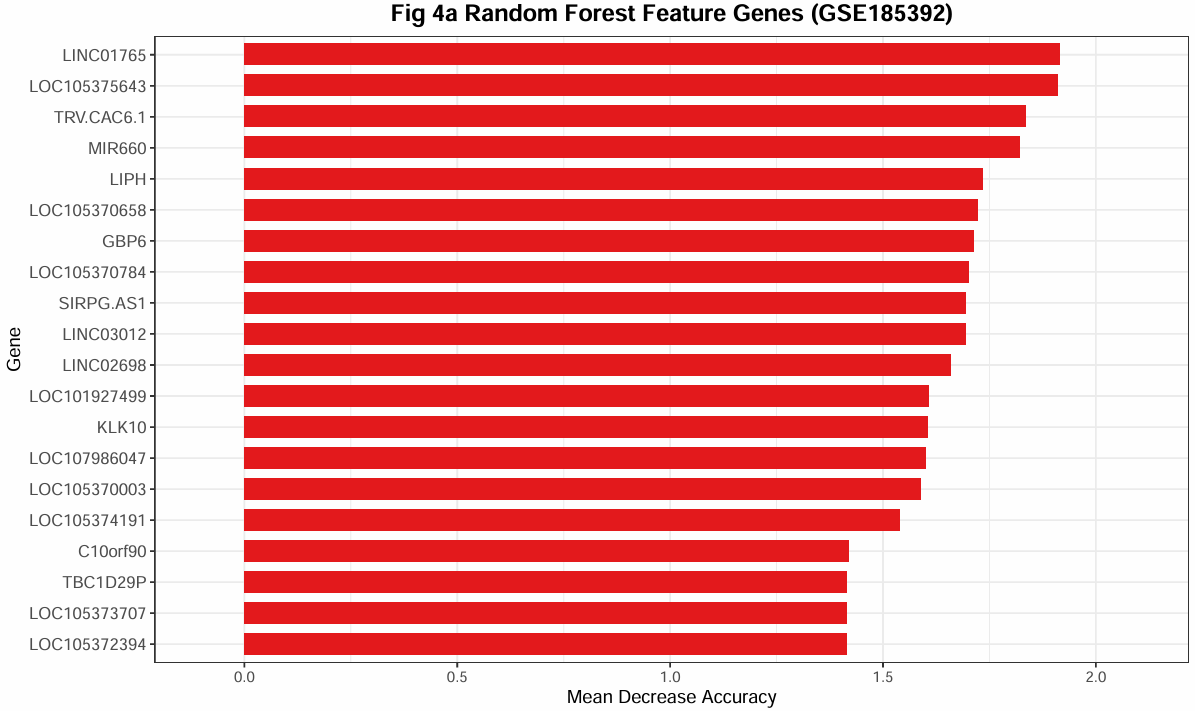 Fig 4a Random Forest Feature Genes (GSE185392)
Gene
LINC01765
LOC105375643
TRV.CAC6.1
MIR660
LIPH
LOC105370658
GBP6
LOC105370784
SIRPG.AS1
LINC03012
LINC02698
LOC101927499
KLK10
LOC107986047
LOC105370003
LOC105374191
C10orf90
TBC1D29P
LOC105373707
LOC105372394
0.0 0.5 1.0 1.5 2.0
Mean Decrease Accuracy